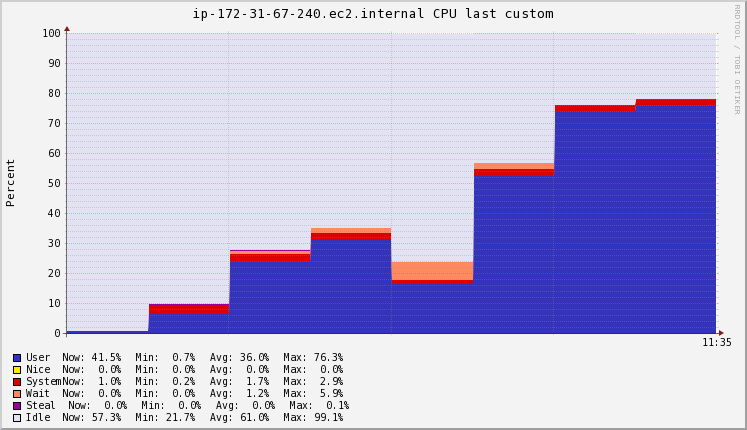 ip-172-31-67-240.ec2.internal CPU last custom
RRDTOOL / TOBI OETIKER
Percent
100
90
80
70
60
50
40
30
20
10
0
11:35
User Now: 41.5% Min: 0.7% Avg: 36.0% Max: 76.3%
Nice Now: 0.0% Min: 0.0% Avg: 0.0% Max: 0.0%
System Now: 1.0% Min: 0.2% Avg: 1.7% Max: 2.9%
Wait Now: 0.0% Min: 0.0% Avg: 1.2% Max: 5.9%
Steal Now: 0.0% Min: 0.0% Avg: 0.0% Max: 0.1%
Idle Now: 57.3% Min: 21.7% Avg: 61.0% Max: 99.1%